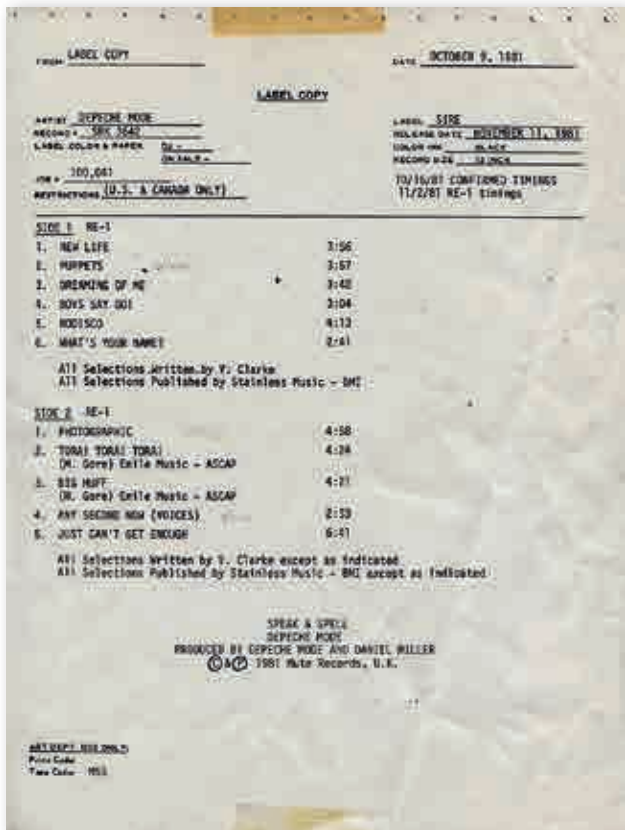 FROM LABEL COPY
DATE OCTOBER 9, 1981
LABEL COPY
ARTIST DEPECHE MODE
RECORD # SRK 3642
LABEL COLOR & PAPER DJ -
ON SALE -
JOB # 100,041
RESTRICTIONS (U.S. & CANADA ONLY)
LABEL SIRE
RELEASE DATE NOVEMBER 11, 1981
COLOR INK BLACK
RECORD SIZE 12 INCH
10/16/81 CONFIRMED TIMINGS
11/2/81 RE-1 timings
SIDE 1 RE-1
1. NEW LIFE 3:56
2. PUPPETS 3:57
3. DREAMING OF ME 3:42
4. BOYS SAY GO! 3:04
5. NODISCO 4:13
6. WHAT'S YOUR NAME? 2:41
All Selections Written by V. Clarke
All Selections Published by Stainless Music - BMI
SIDE 2 RE-1
1. PHOTOGRAPHIC 4:58
2. TORA! TORA! TORA! 4:24
(M. Gore) Emile Music - ASCAP
3. BIG MUFF 4:21
(M. Gore) Emile Music - ASCAP
4. ANY SECOND NOW (VOICES) 2:33
5. JUST CAN'T GET ENOUGH 6:41
All Selections Written by V. Clarke except as indicated
All Selections Published by Stainless Music - BMI except as indicated
SPEAK & SPELL
DEPECHE MODE
PRODUCED BY DEPECHE MODE AND DANIEL MILLER
© & ℗ 1981 Mute Records, U.K.
ART DEPT USE ONLY:
Price Code
Tape Code M5S